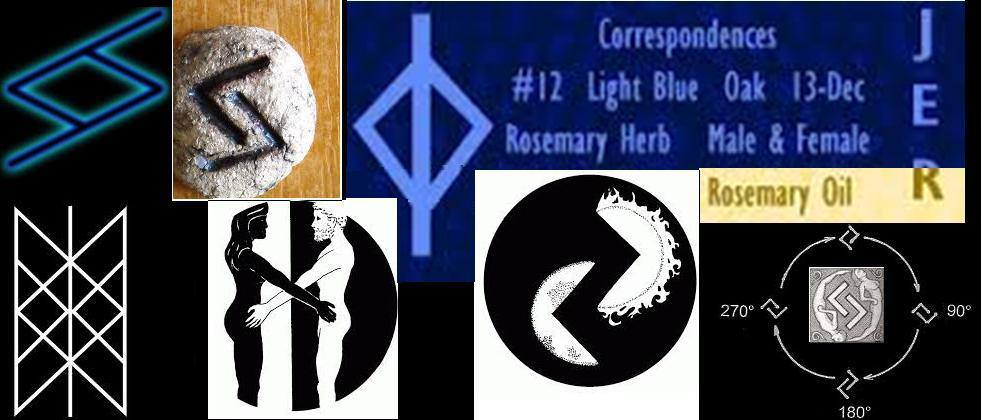 Correspondences
#12 Light Blue Oak 13-Dec
Rosemary Herb Male & Female
Rosemary Oil
J
E
R
270°
90°
180°